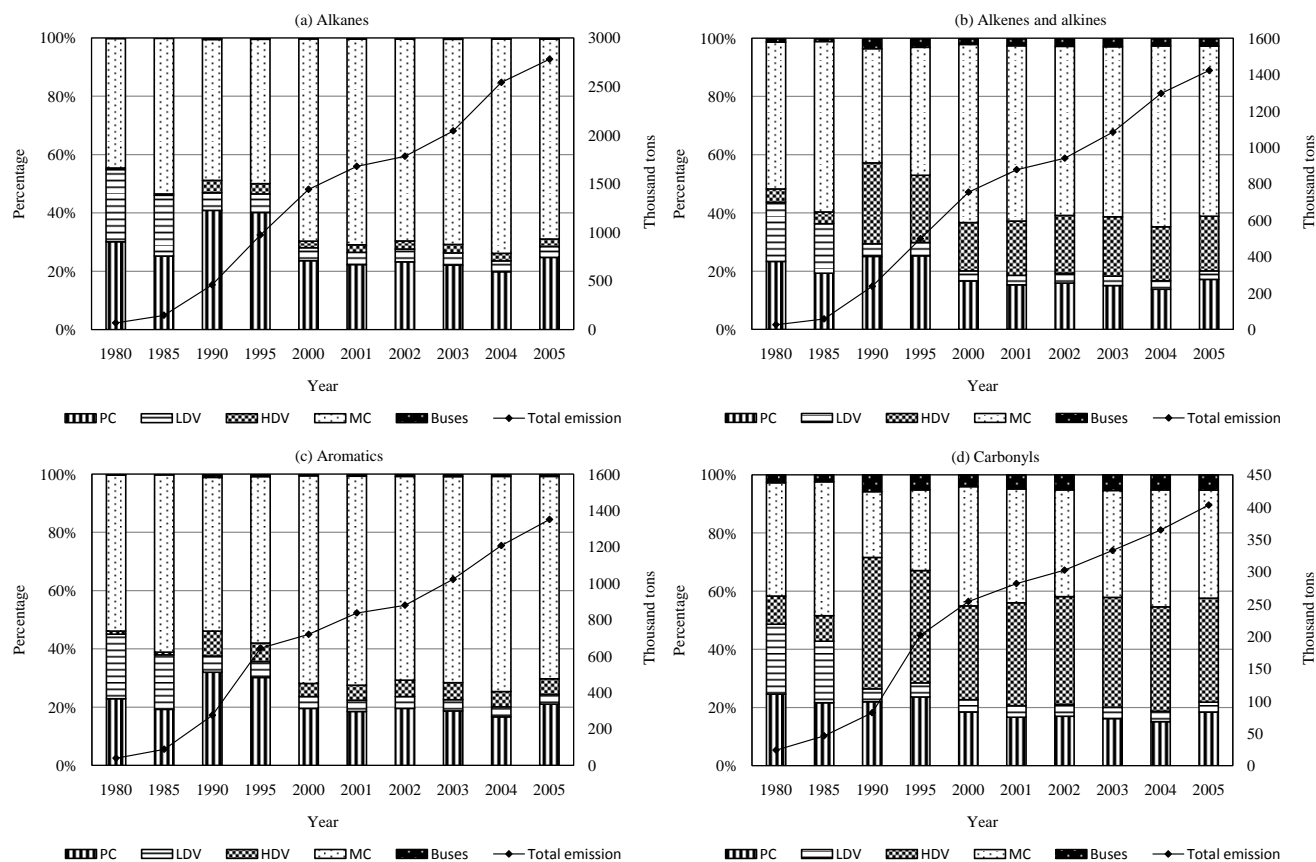 (a) Alkanes
100%
80%
60%
40%
20%
0%
Percentage
3000
2500
2000
1500
1000
500
0
Thousand tons
1980 1985 1990 1995 2000 2001 2002 2003 2004 2005
Year
PC LDV HDV MC Buses Total emission
(b) Alkenes and alkines
100%
80%
60%
40%
20%
0%
Percentage
1600
1400
1200
1000
800
600
400
200
0
Thousand tons
1980 1985 1990 1995 2000 2001 2002 2003 2004 2005
Year
PC LDV HDV MC Buses Total emission
(c) Aromatics
100%
80%
60%
40%
20%
0%
Percentage
1600
1400
1200
1000
800
600
400
200
0
Thousand tons
1980 1985 1990 1995 2000 2001 2002 2003 2004 2005
Year
PC LDV HDV MC Buses Total emission
(d) Carbonyls
100%
80%
60%
40%
20%
0%
Percentage
450
400
350
300
250
200
150
100
50
0
Thousand tons
1980 1985 1990 1995 2000 2001 2002 2003 2004 2005
Year
PC LDV HDV MC Buses Total emission